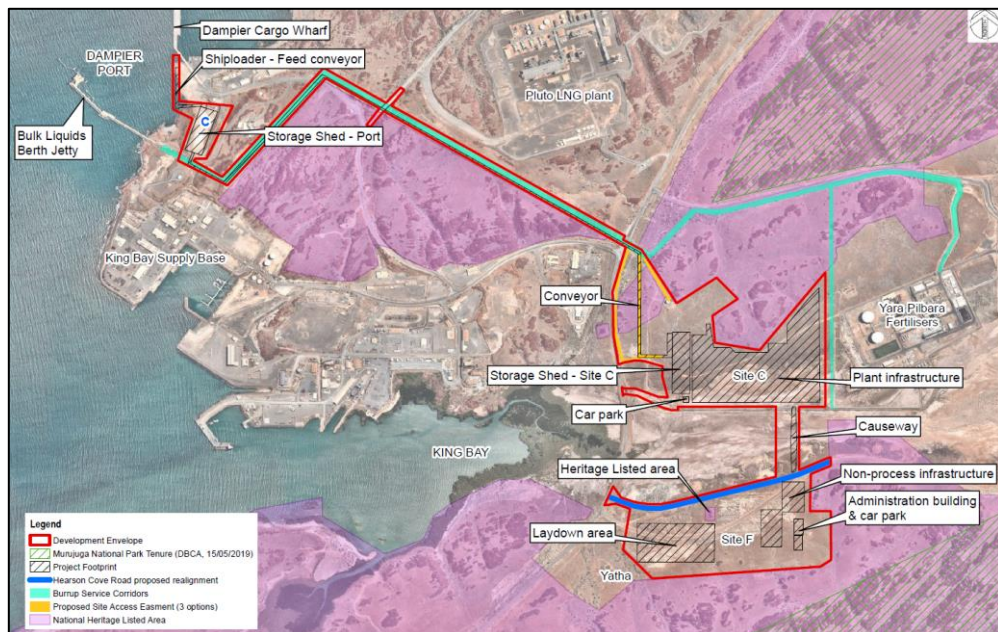 Dampier Cargo Wharf
DAMPIER
PORT
Shiploader - Feed conveyor
Pluto LNG plant
C
Bulk Liquids
Berth Jetty
Storage Shed - Port
King Bay Supply Base
Conveyor
Yara Pilbara
Fertilisers
Storage Shed - Site C
Site C
Plant infrastructure
Car park
Causeway
KING BAY
Heritage Listed area
Non-process infrastructure
Administration building
& car park
Laydown area
Site F
Yatha
Legend
Development Envelope
Murujuga National Park Tenure (DBCA, 15/05/2019)
Project Footprint
Hearson Cove Road proposed realignment
Burrup Service Corridors
Proposed Site Access Easment (3 options)
National Heritage Listed Area